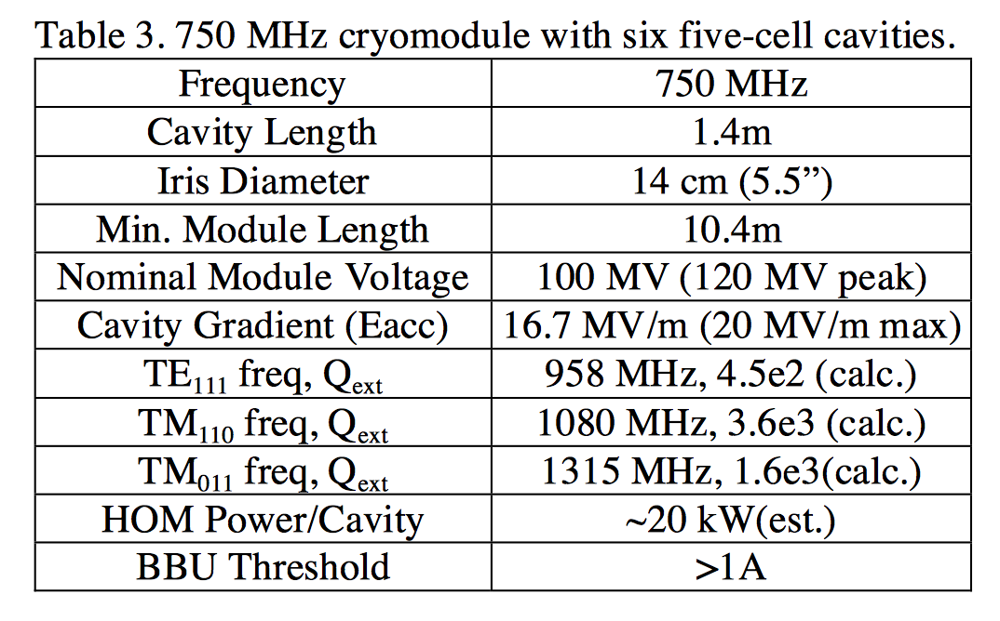 Table 3. 750 MHz cryomodule with six five-cell cavities.
Frequency 750 MHz
Cavity Length 1.4m
Iris Diameter 14 cm (5.5”)
Min. Module Length 10.4m
Nominal Module Voltage 100 MV (120 MV peak)
Cavity Gradient (Eacc) 16.7 MV/m (20 MV/m max)
TE₁₁₁ freq, Qₑₓₜ 958 MHz, 4.5e2 (calc.)
TM₁₁₀ freq, Qₑₓₜ 1080 MHz, 3.6e3 (calc.)
TM₀₁₁ freq, Qₑₓₜ 1315 MHz, 1.6e3(calc.)
HOM Power/Cavity ~20 kW(est.)
BBU Threshold >1A